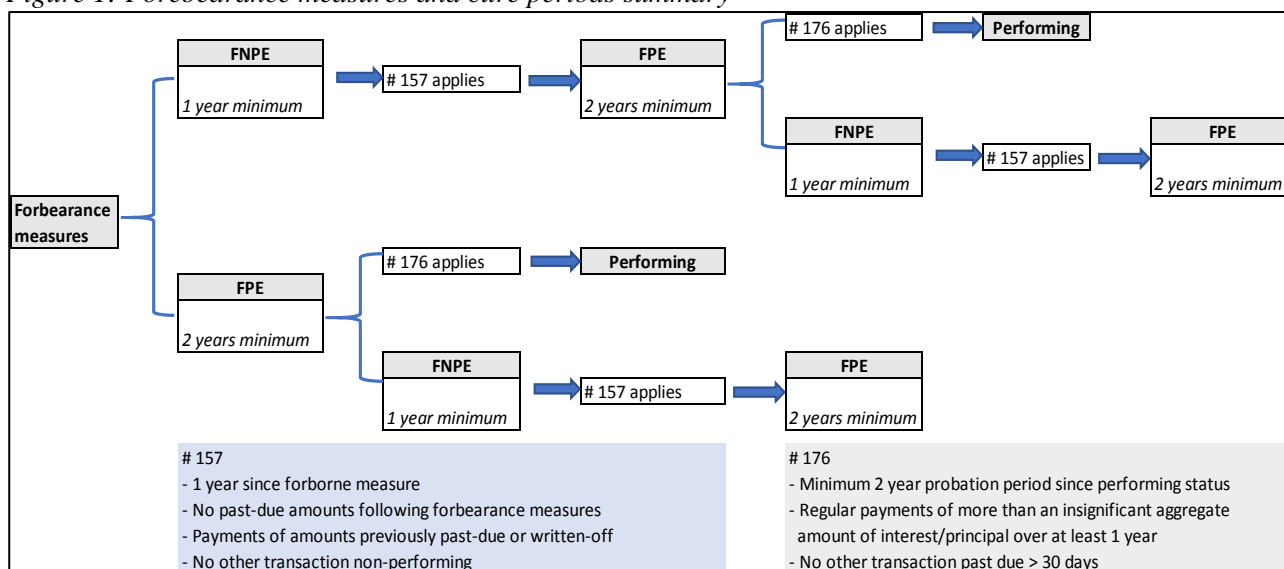 Figure 1: Forebearance measures and cure periods summary
# 176 applies
Performing
FNPE
1 year minimum
# 157 applies
FPE
2 years minimum
FNPE
1 year minimum
# 157 applies
FPE
2 years minimum
Forbearance
measures
# 176 applies
Performing
FPE
2 years minimum
FNPE
1 year minimum
# 157 applies
FPE
2 years minimum
# 157
- 1 year since forborne measure
- No past-due amounts following forbearance measures
- Payments of amounts previously past-due or written-off
- No other transaction non-performing
# 176
- Minimum 2 year probation period since performing status
- Regular payments of more than an insignificant aggregate
amount of interest/principal over at least 1 year
- No other transaction past due > 30 days